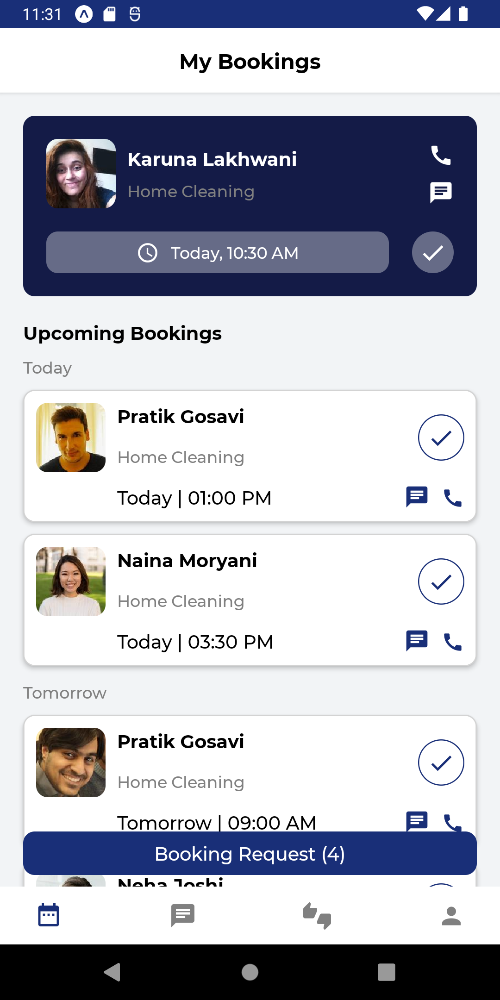 11:31
My Bookings
Karuna Lakhwani
Home Cleaning
Today, 10:30 AM
Upcoming Bookings
Today
Pratik Gosavi
Home Cleaning
Today | 01:00 PM
Naina Moryani
Home Cleaning
Today | 03:30 PM
Tomorrow
Pratik Gosavi
Home Cleaning
Tomorrow | 09:00 AM
Booking Request (4)
Neha Joshi